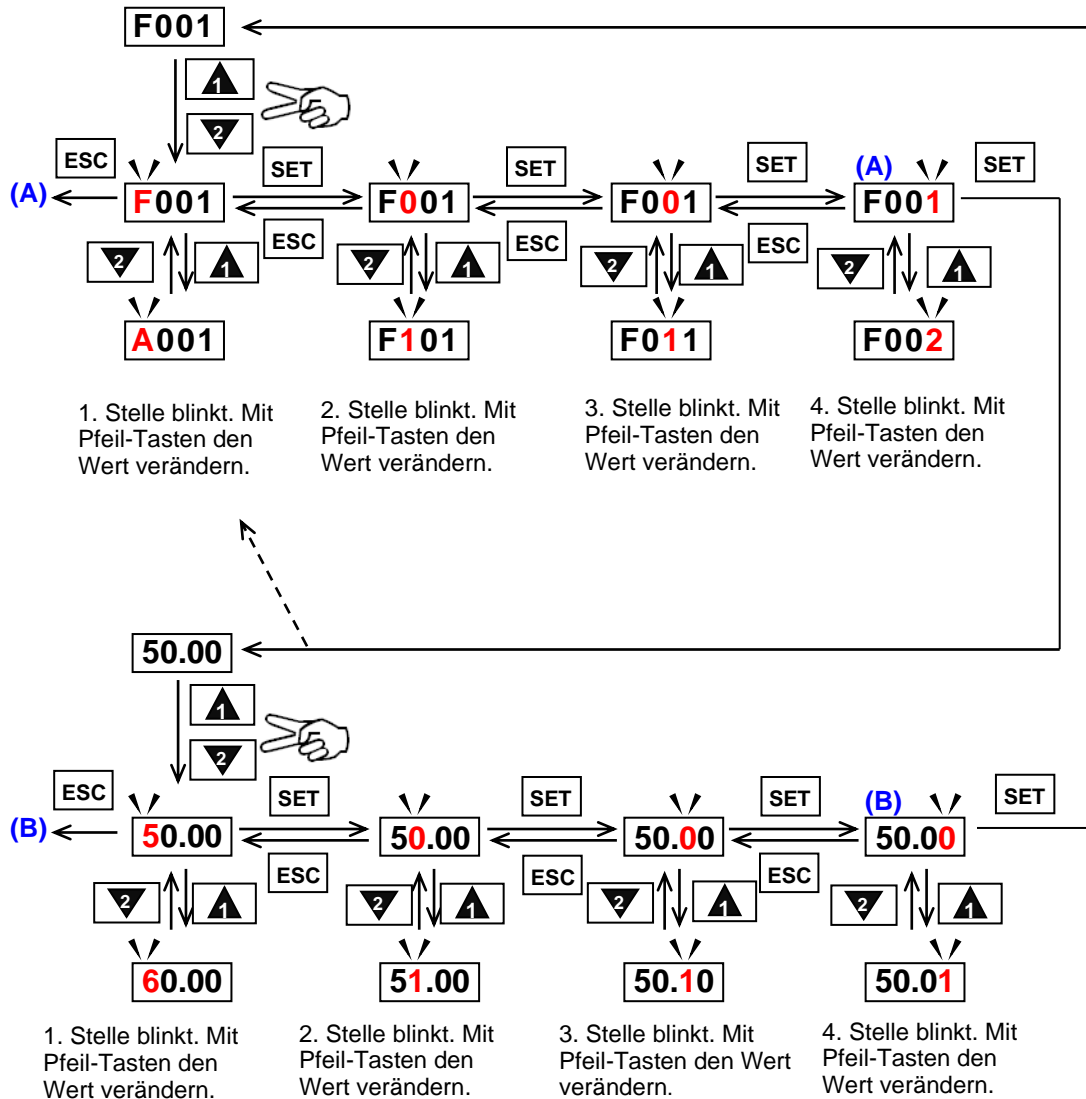 F001
1
2
ESC
SET
SET
SET
(A)
SET
(A)
F001
F001
F001
F001
ESC
ESC
ESC
2
1
2
1
2
1
2
1
A001
F101
F011
F002
1. Stelle blinkt. Mit
Pfeil-Tasten den
Wert verändern.
2. Stelle blinkt. Mit
Pfeil-Tasten den
Wert verändern.
3. Stelle blinkt. Mit
Pfeil-Tasten den
Wert verändern.
4. Stelle blinkt. Mit
Pfeil-Tasten den
Wert verändern.
50.00
1
2
ESC
SET
SET
SET
(B)
SET
(B)
50.00
50.00
50.00
50.00
ESC
ESC
ESC
2
1
2
1
2
1
2
1
60.00
51.00
50.10
50.01
1. Stelle blinkt. Mit
Pfeil-Tasten den
Wert verändern.
2. Stelle blinkt. Mit
Pfeil-Tasten den
Wert verändern.
3. Stelle blinkt. Mit
Pfeil-Tasten den Wert
verändern.
4. Stelle blinkt. Mit
Pfeil-Tasten den
Wert verändern.